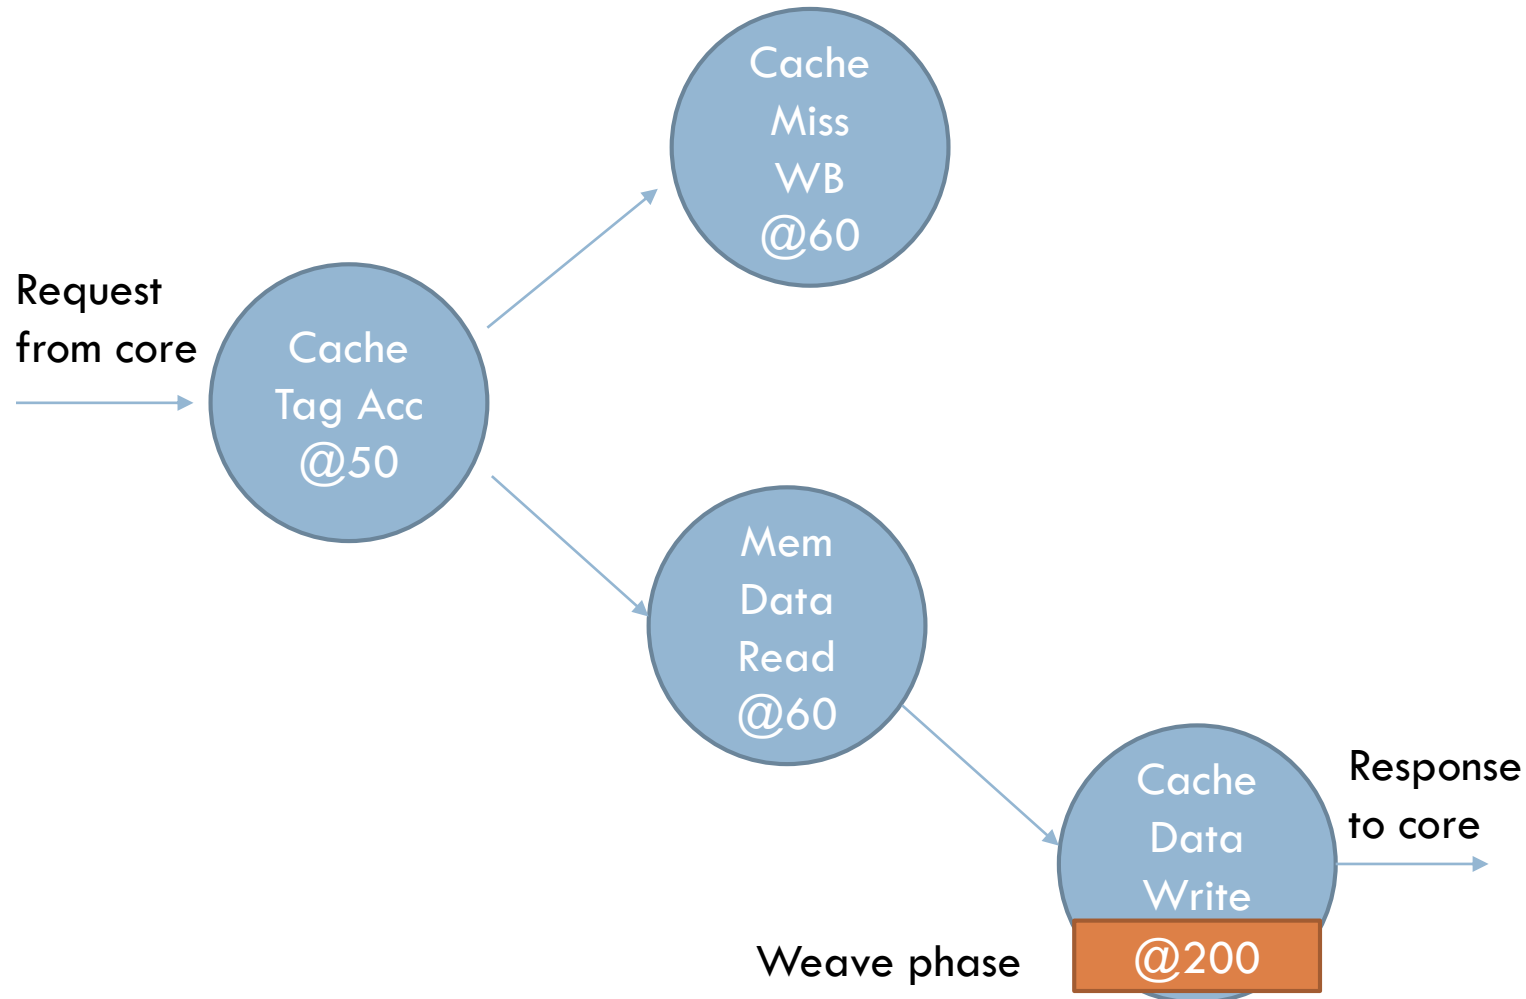 Cache
Miss
WB
@60
Request
from core
Cache
Tag Acc
@50
Mem
Data
Read
@60
Cache
Data
Write
@200
Response
to core
Weave phase